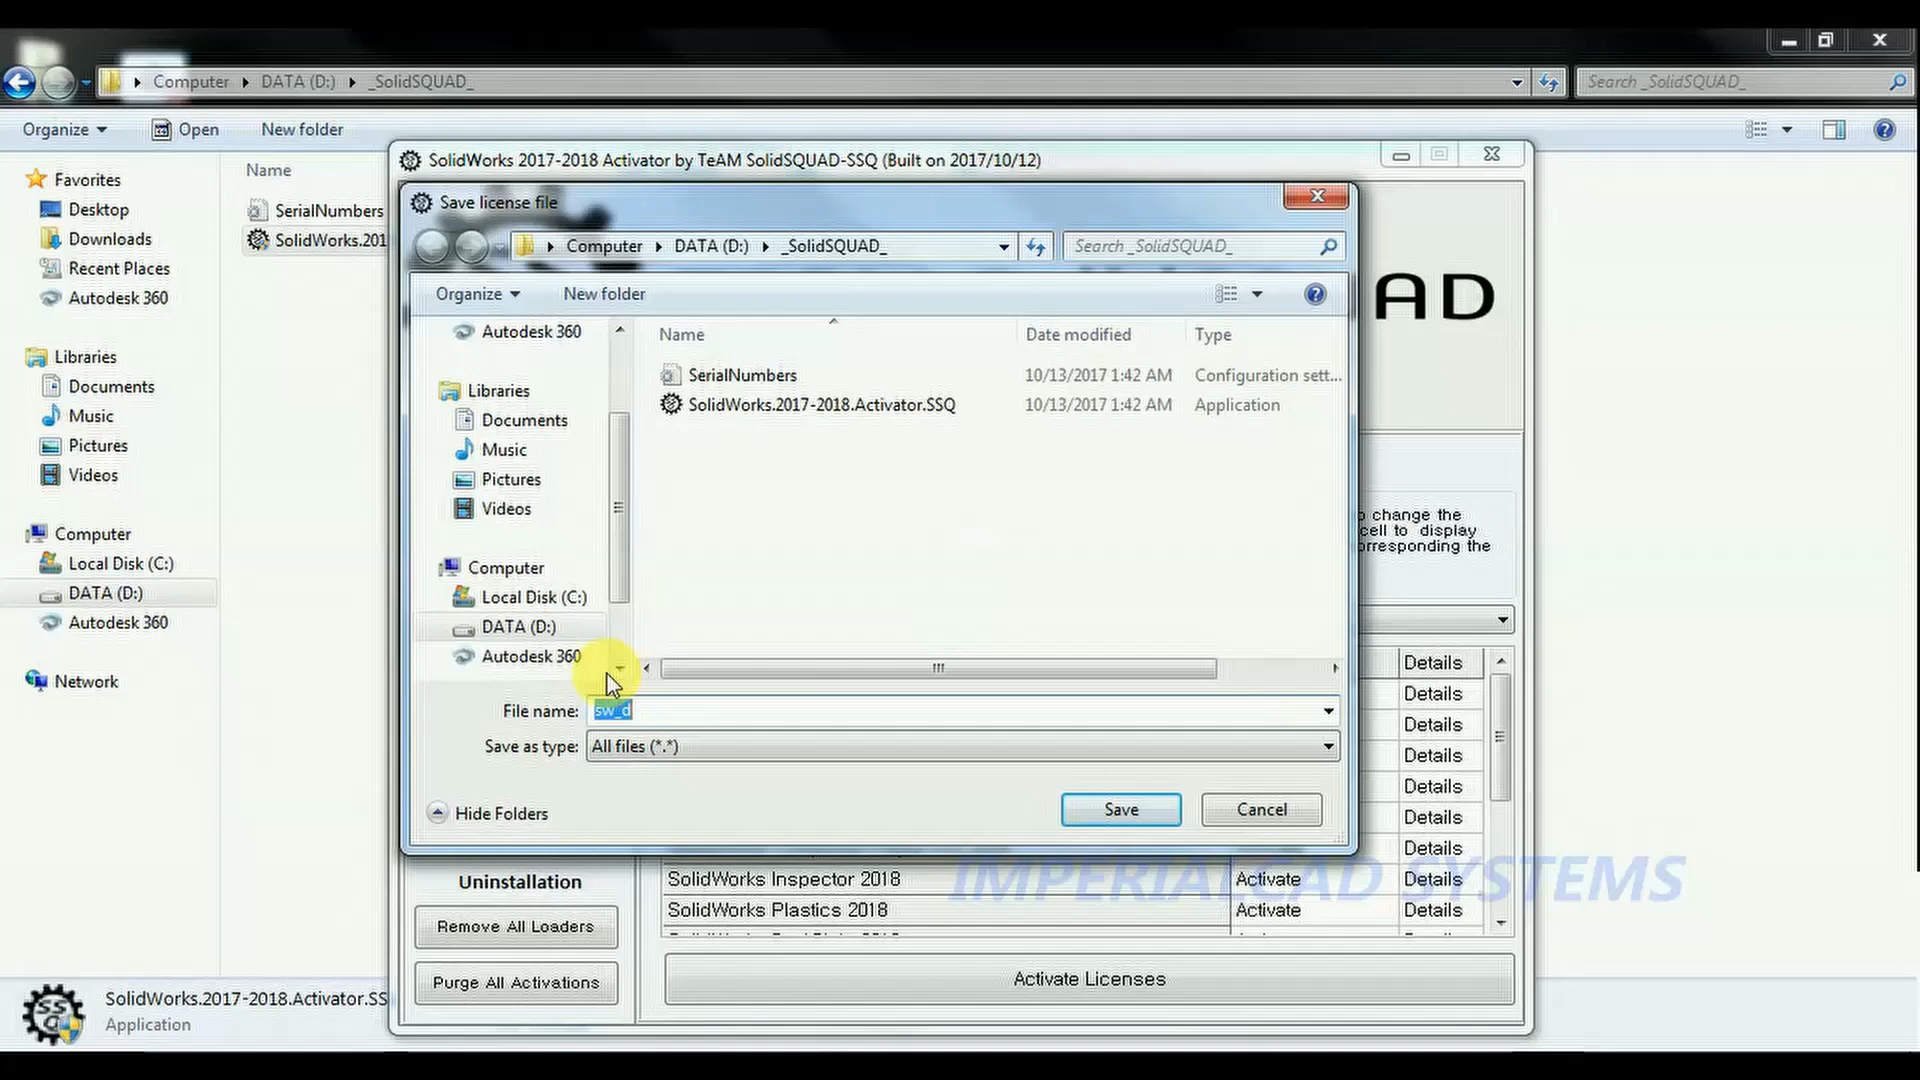 Computer DATA (D:) _SolidSQUAD_
Search _SolidSQUAD_
Organize Open New folder
Favorites
Desktop
Downloads
Recent Places
Autodesk 360
Libraries
Documents
Music
Pictures
Videos
Computer
Local Disk (C:)
DATA (D:)
Autodesk 360
Network
Name
SerialNumbers
SolidWorks.201
SolidWorks 2017-2018 Activator by TeAM SolidSQUAD-SSQ (Built on 2017/10/12)
Save license file
Computer DATA (D:) _SolidSQUAD_
Search _SolidSQUAD_
Organize New folder
Autodesk 360
Libraries
Documents
Music
Pictures
Videos
Computer
Local Disk (C:)
DATA (D:)
Autodesk 360
Name Date modified Type
SerialNumbers 10/13/2017 1:42 AM Configuration sett...
SolidWorks.2017-2018.Activator.SSQ 10/13/2017 1:42 AM Application
File name: sw_d
Save as type: All files (*.*)
Hide Folders
Save Cancel
AD
change the
cell to display
orresponding the
Details
Details
Details
Details
Details
Details
Details
SolidWorks Inspector 2018 Activate Details
SolidWorks Plastics 2018 Activate Details
IMPERIALCAD SYSTEMS
Uninstallation
Remove All Loaders
Purge All Activations
Activate Licenses
SSQ
SolidWorks.2017-2018.Activator.SS
Application